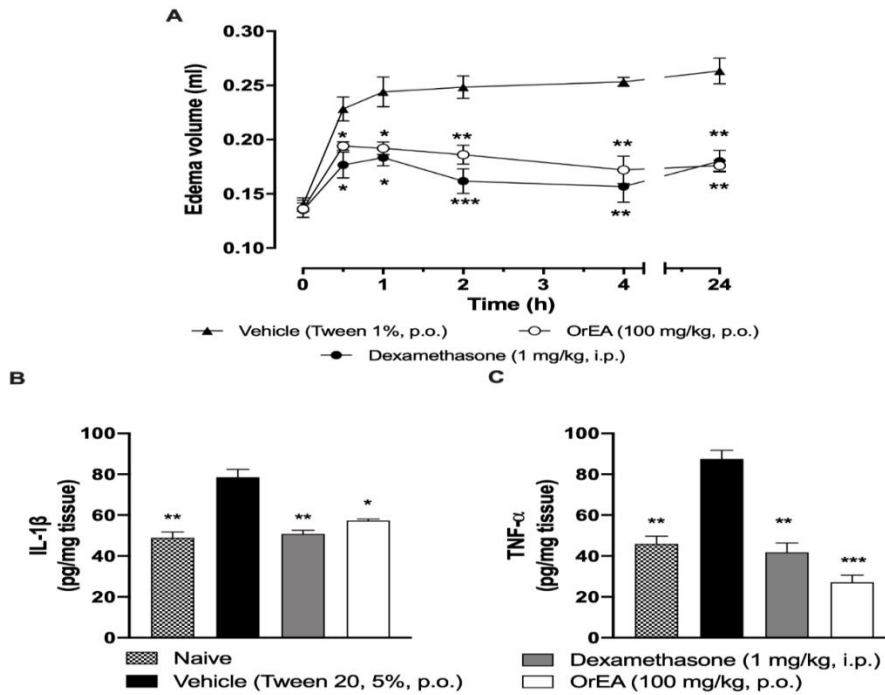 A
Edema volume (ml)
0.30
0.25
0.20
0.15
0.10
* * ** ** **
* * *** ** **
0 1 2 3 4 24
Time (h)
Vehicle (Tween 1%, p.o.) OrEA (100 mg/kg, p.o.)
Dexamethasone (1 mg/kg, i.p.)
B
IL-1β
(pg/mg tissue)
100
80
60
40
20
0
** ** *
C
TNF-α
(pg/mg tissue)
100
80
60
40
20
0
** ** ***
Naive Dexamethasone (1 mg/kg, i.p.)
Vehicle (Tween 20, 5%, p.o.) OrEA (100 mg/kg, p.o.)